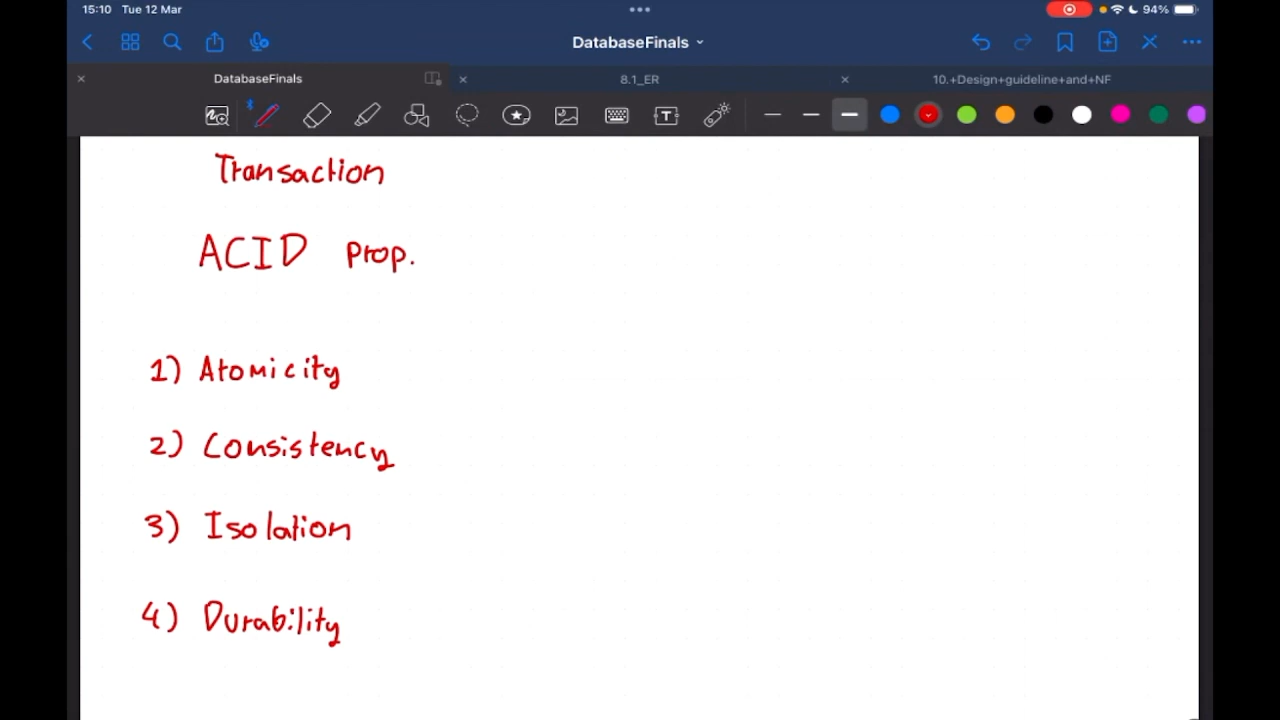 15:10 Tue 12 Mar
94%
DatabaseFinals
DatabaseFinals
8.1_ER
10.+Design+guideline+and+NF
Transaction
ACID Prop.
1) Atomicity
2) Consistency
3) Isolation
4) Durability